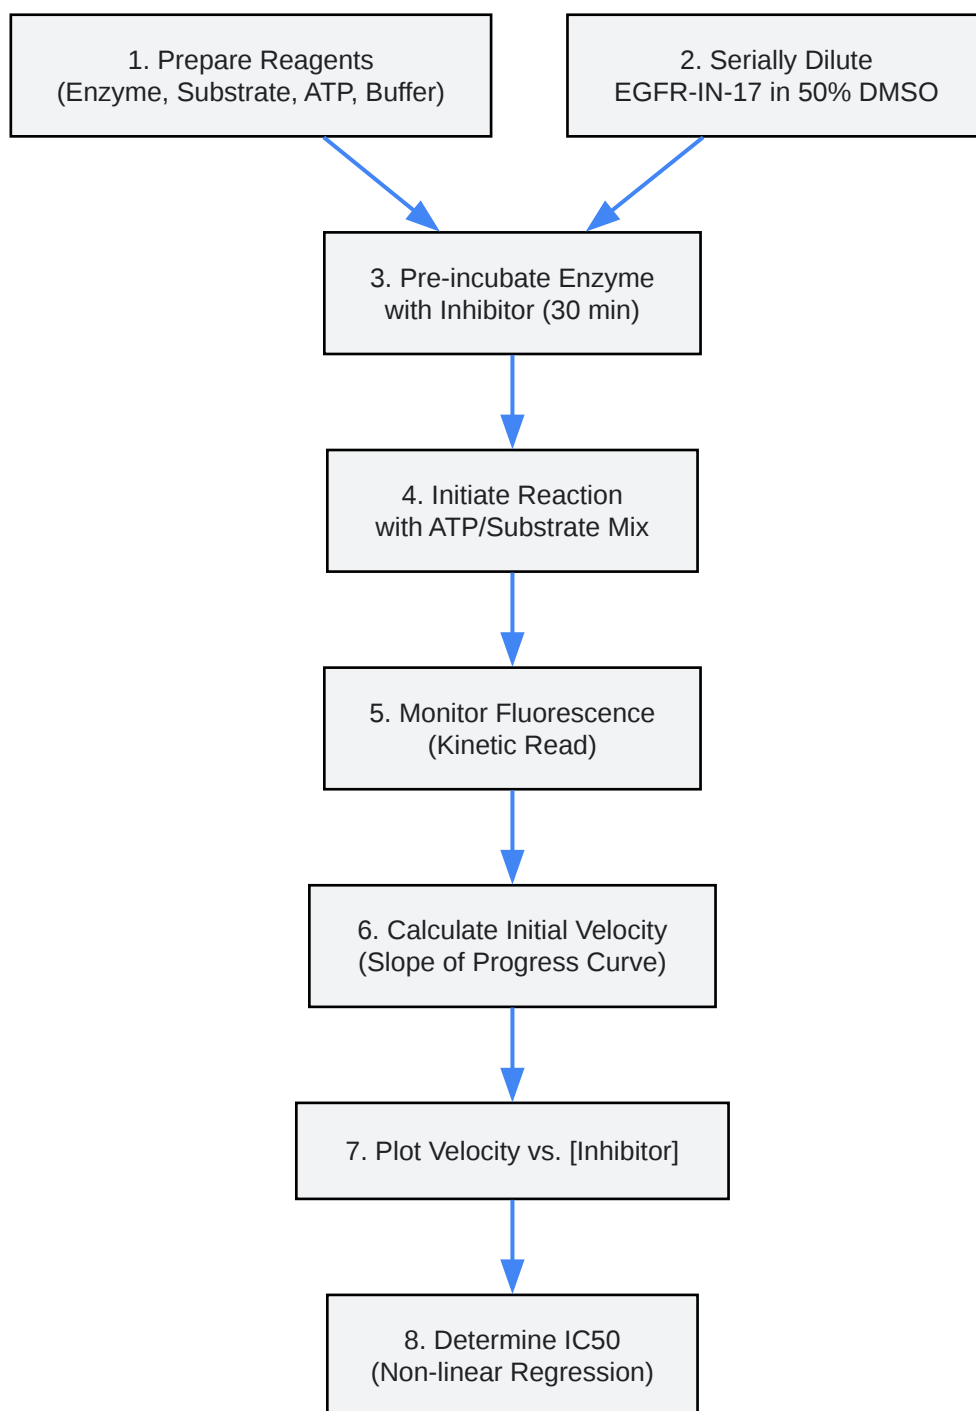 1. Prepare Reagents
(Enzyme, Substrate, ATP, Buffer)
2. Serially Dilute
EGFR-IN-17 in 50% DMSO
3. Pre-incubate Enzyme
with Inhibitor (30 min)
4. Initiate Reaction
with ATP/Substrate Mix
5. Monitor Fluorescence
(Kinetic Read)
6. Calculate Initial Velocity
(Slope of Progress Curve)
7. Plot Velocity vs. [Inhibitor]
8. Determine IC50
(Non-linear Regression)